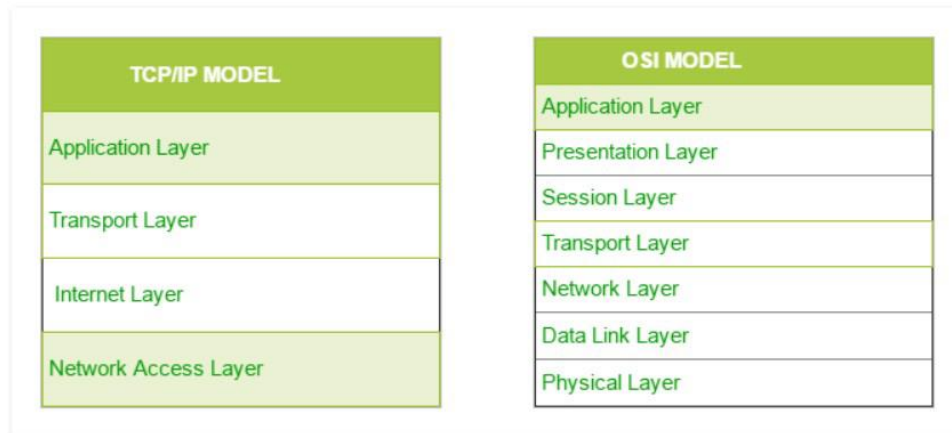 TCP/IP MODEL
Application Layer
Transport Layer
Internet Layer
Network Access Layer
OSI MODEL
Application Layer
Presentation Layer
Session Layer
Transport Layer
Network Layer
Data Link Layer
Physical Layer